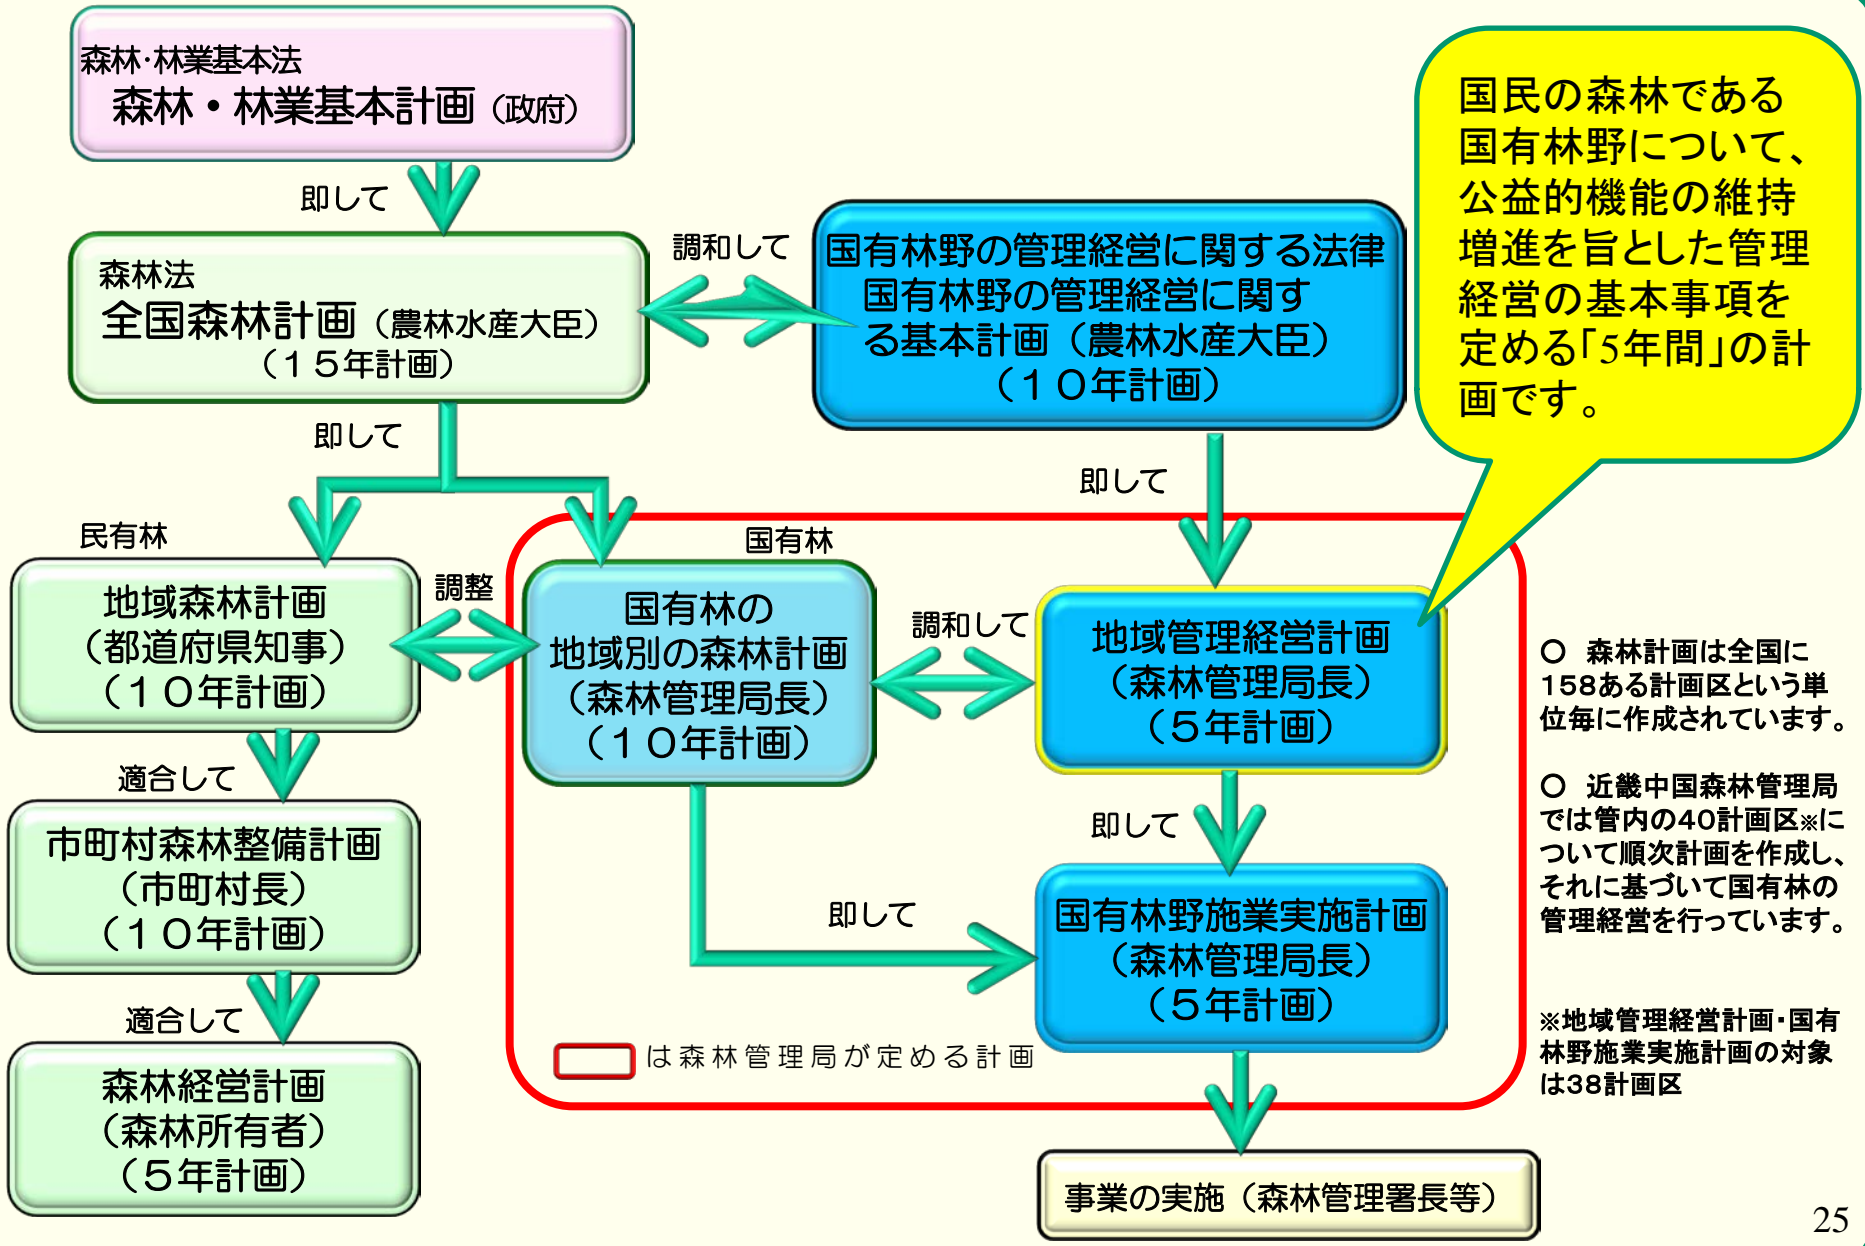 森林・林業基本法
森林・林業基本計画（政府）
即して
森林法
全国森林計画（農林水産大臣）
（１５年計画）
調和して
国有林野の管理経営に関する法律
国有林野の管理経営に関す
る基本計画（農林水産大臣）
（１０年計画）
国民の森林である
国有林野について、
公益的機能の維持
増進を旨とした管理
経営の基本事項を
定める「5年間」の計
画です。
即して
即して
民有林
地域森林計画
（都道府県知事）
（１０年計画）
調整
国有林
国有林の
地域別の森林計画
（森林管理局長）
（１０年計画）
調和して
地域管理経営計画
（森林管理局長）
（５年計画）
適合して
市町村森林整備計画
（市町村長）
（１０年計画）
適合して
森林経営計画
（森林所有者）
（５年計画）
即して
即して
国有林野施業実施計画
（森林管理局長）
（５年計画）
は森林管理局が定める計画
事業の実施（森林管理署長等）
○ 森林計画は全国に
158ある計画区という単
位毎に作成されています。
○ 近畿中国森林管理局
では管内の40計画区※に
ついて順次計画を作成し、
それに基づいて国有林の
管理経営を行っています。
※地域管理経営計画・国有
林野施業実施計画の対象
は38計画区
25